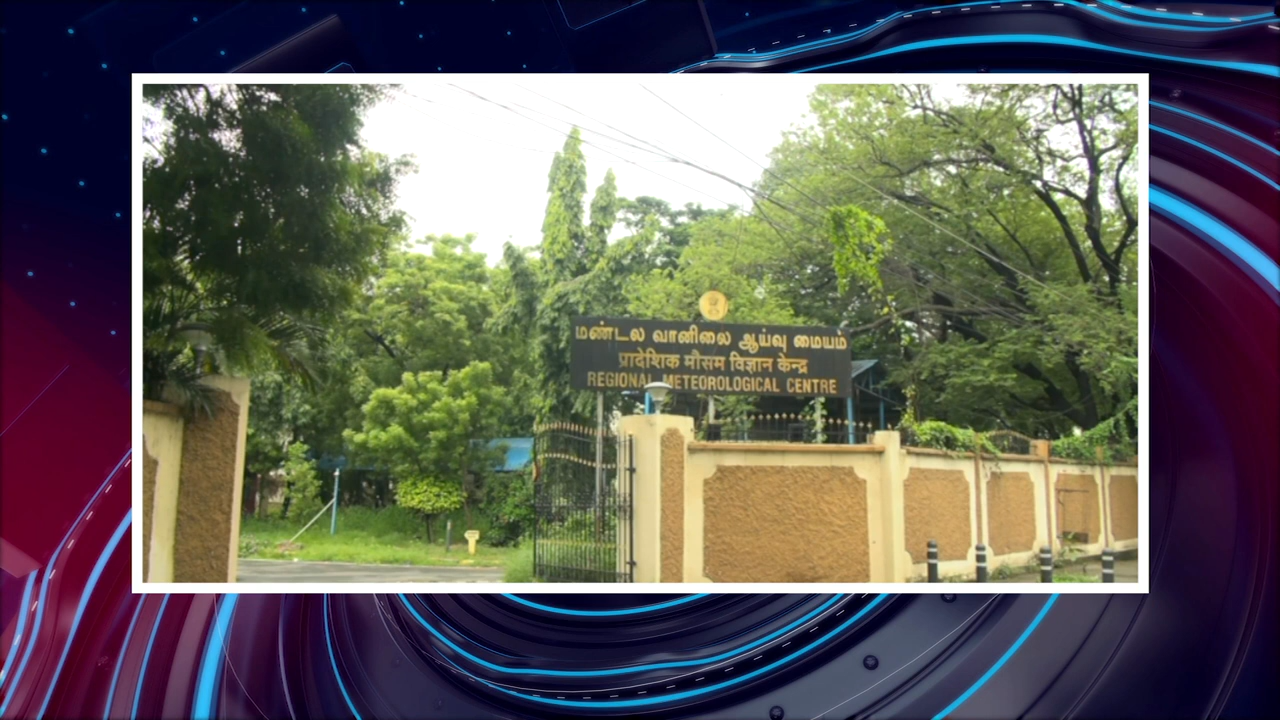 மண்டல வானிலை ஆய்வு மையம்
प्रादेशिक मौसम विज्ञान केन्द्र
REGIONAL METEOROLOGICAL CENTRE